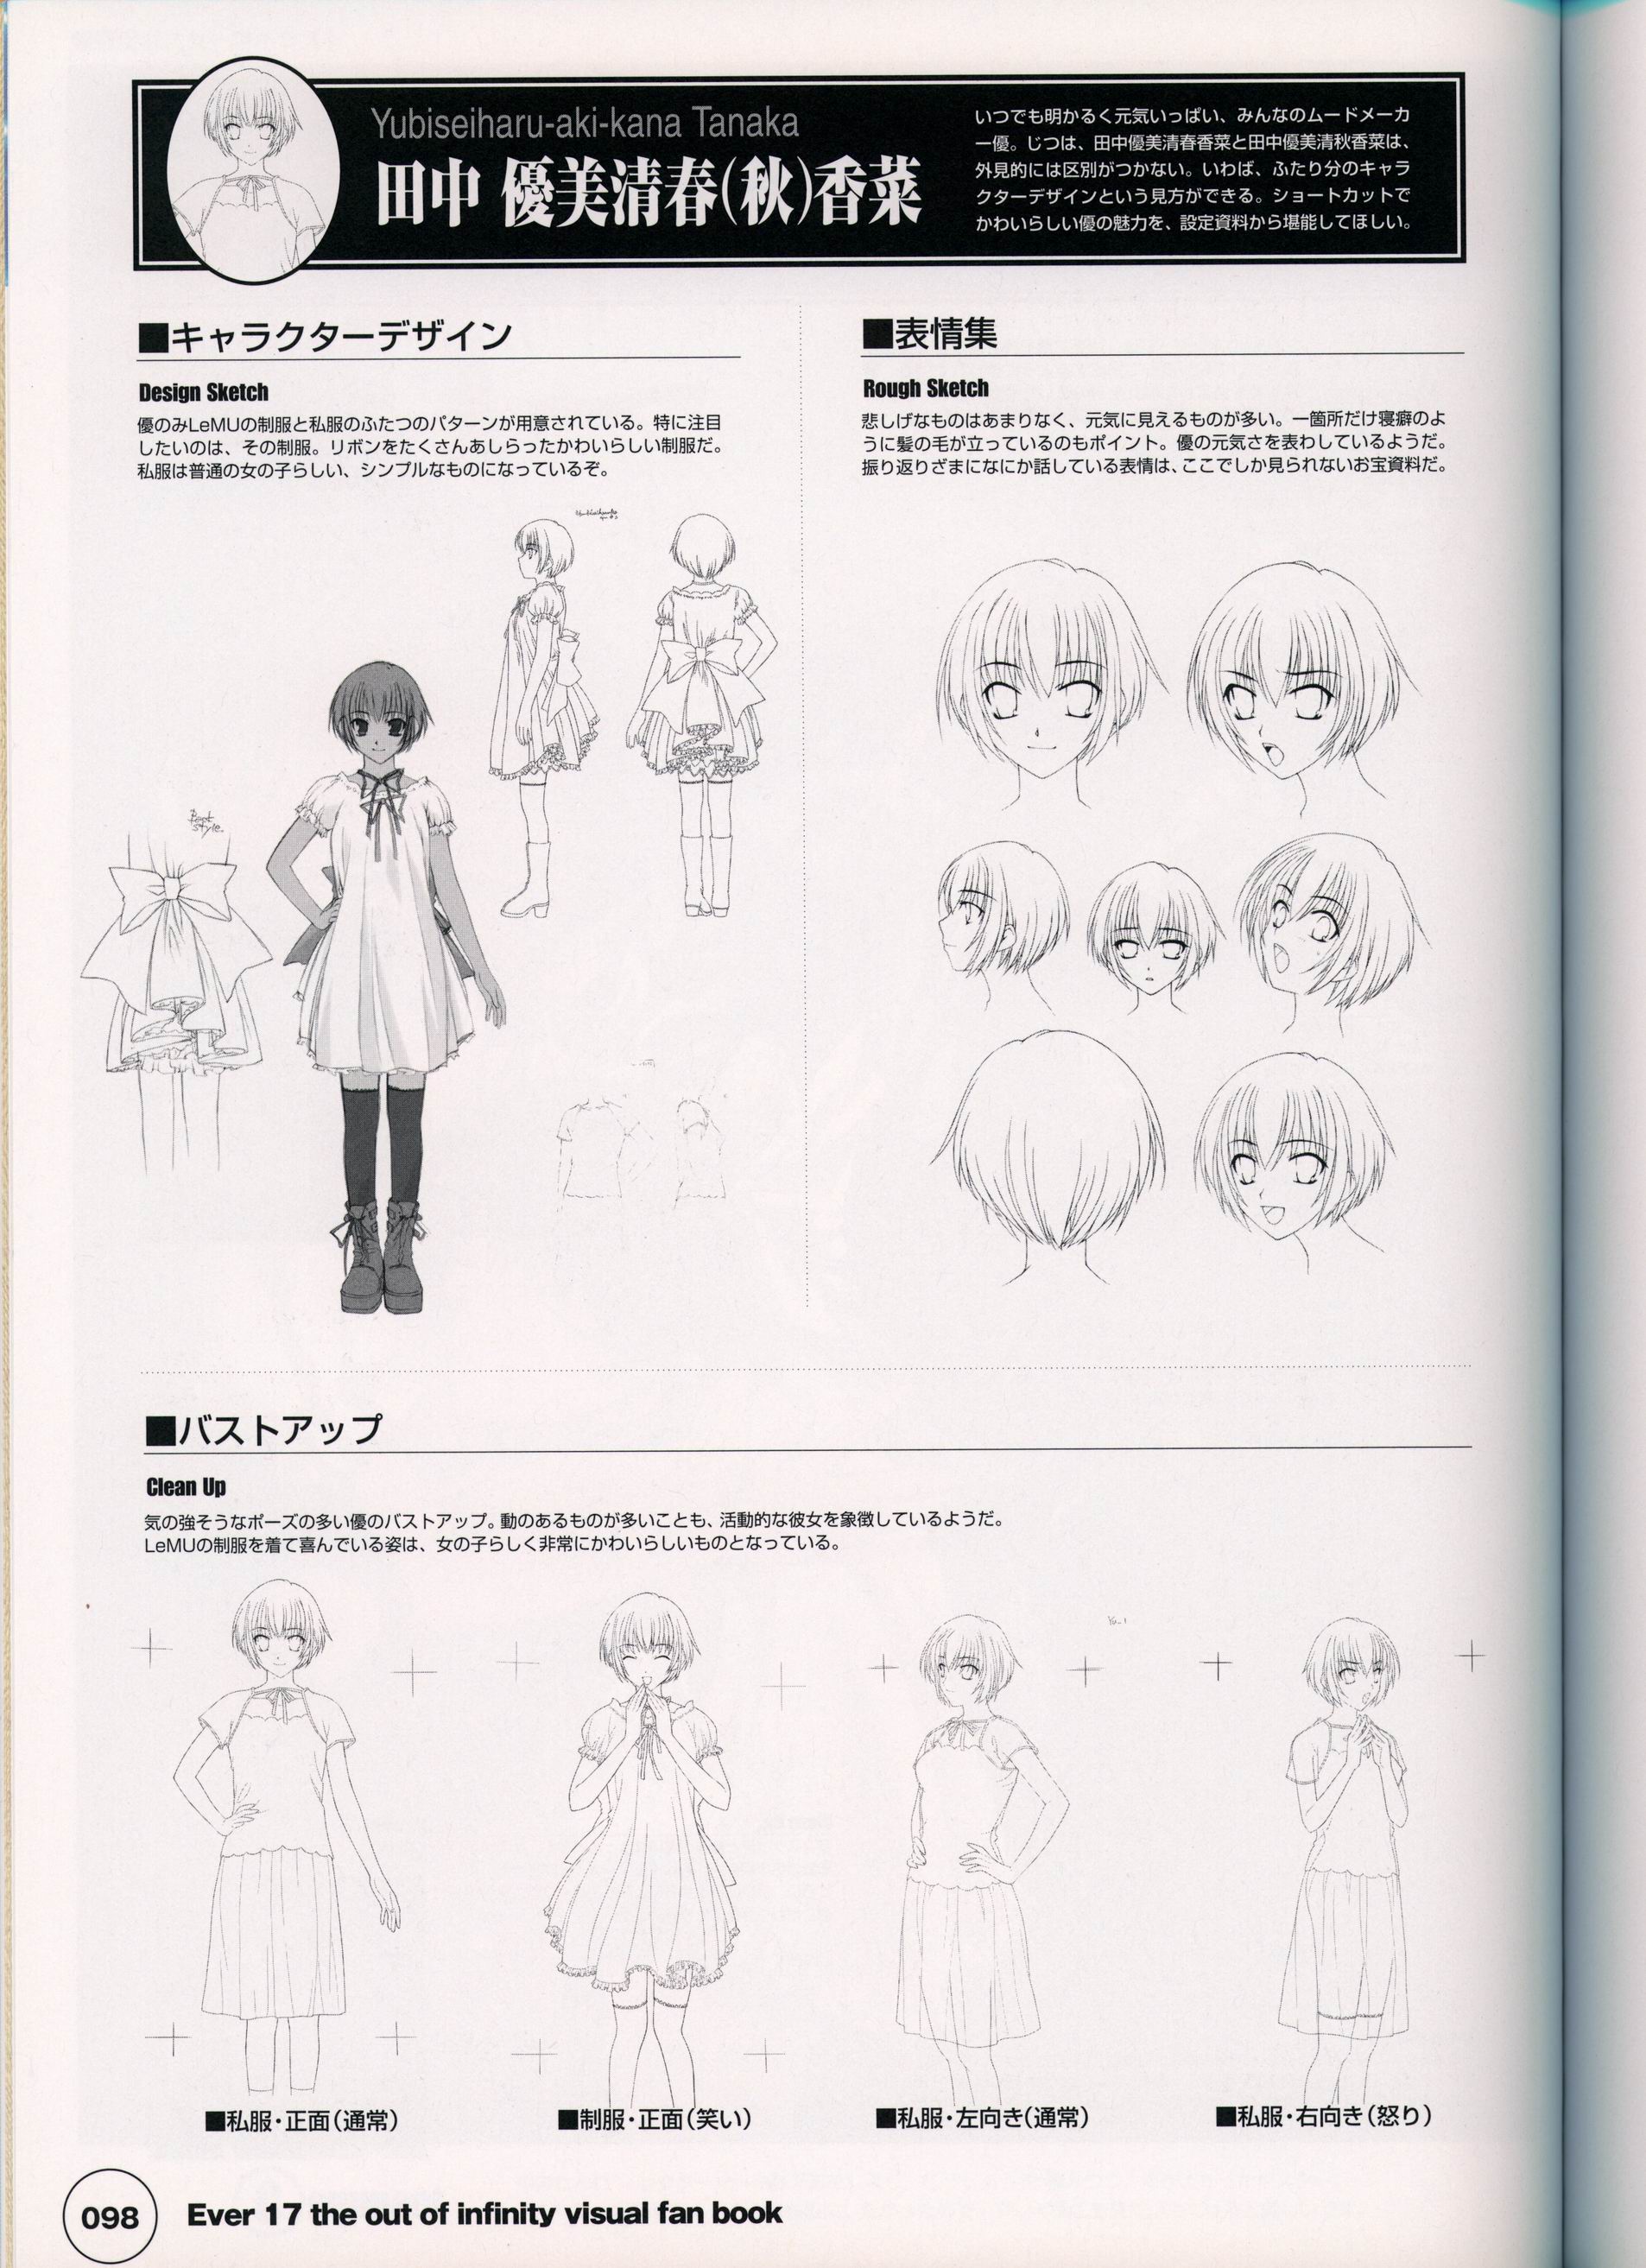 Yubiseiharu-aki-kana Tanaka
田中 優美清春(秋)香菜
いつでも明かるく元気いっぱい、みんなのムードメーカ
ー優。じつは、田中優美清春香菜と田中優美清秋香菜は、
外見的には区別がつかない。いわば、ふたり分のキャラ
クターデザインという見方ができる。ショートカットで
かわいらしい優の魅力を、設定資料から堪能してほしい。
■キャラクターデザイン
Design Sketch
優のみLeMUの制服と私服のふたつのパターンが用意されている。特に注目
したいのは、その制服。リボンをたくさんあしらったかわいらしい制服だ。
私服は普通の女の子らしい、シンプルなものになっているぞ。
Back
Style.
■表情集
Rough Sketch
悲しげなものはあまりなく、元気に見えるものが多い。一箇所だけ寝癖のよ
うに髪の毛が立っているのもポイント。優の元気さを表わしているようだ。
振り返りざまになにか話している表情は、ここでしか見られないお宝資料だ。
■バストアップ
Clean Up
気の強そうなポーズの多い優のバストアップ。動のあるものが多いことも、活動的な彼女を象徴しているようだ。
LeMUの制服を着て喜んでいる姿は、女の子らしく非常にかわいらしいものとなっている。
■私服・正面(通常)
■制服・正面(笑い)
■私服・左向き(通常)
■私服・右向き(怒り)
098
Ever 17 the out of infinity visual fan book